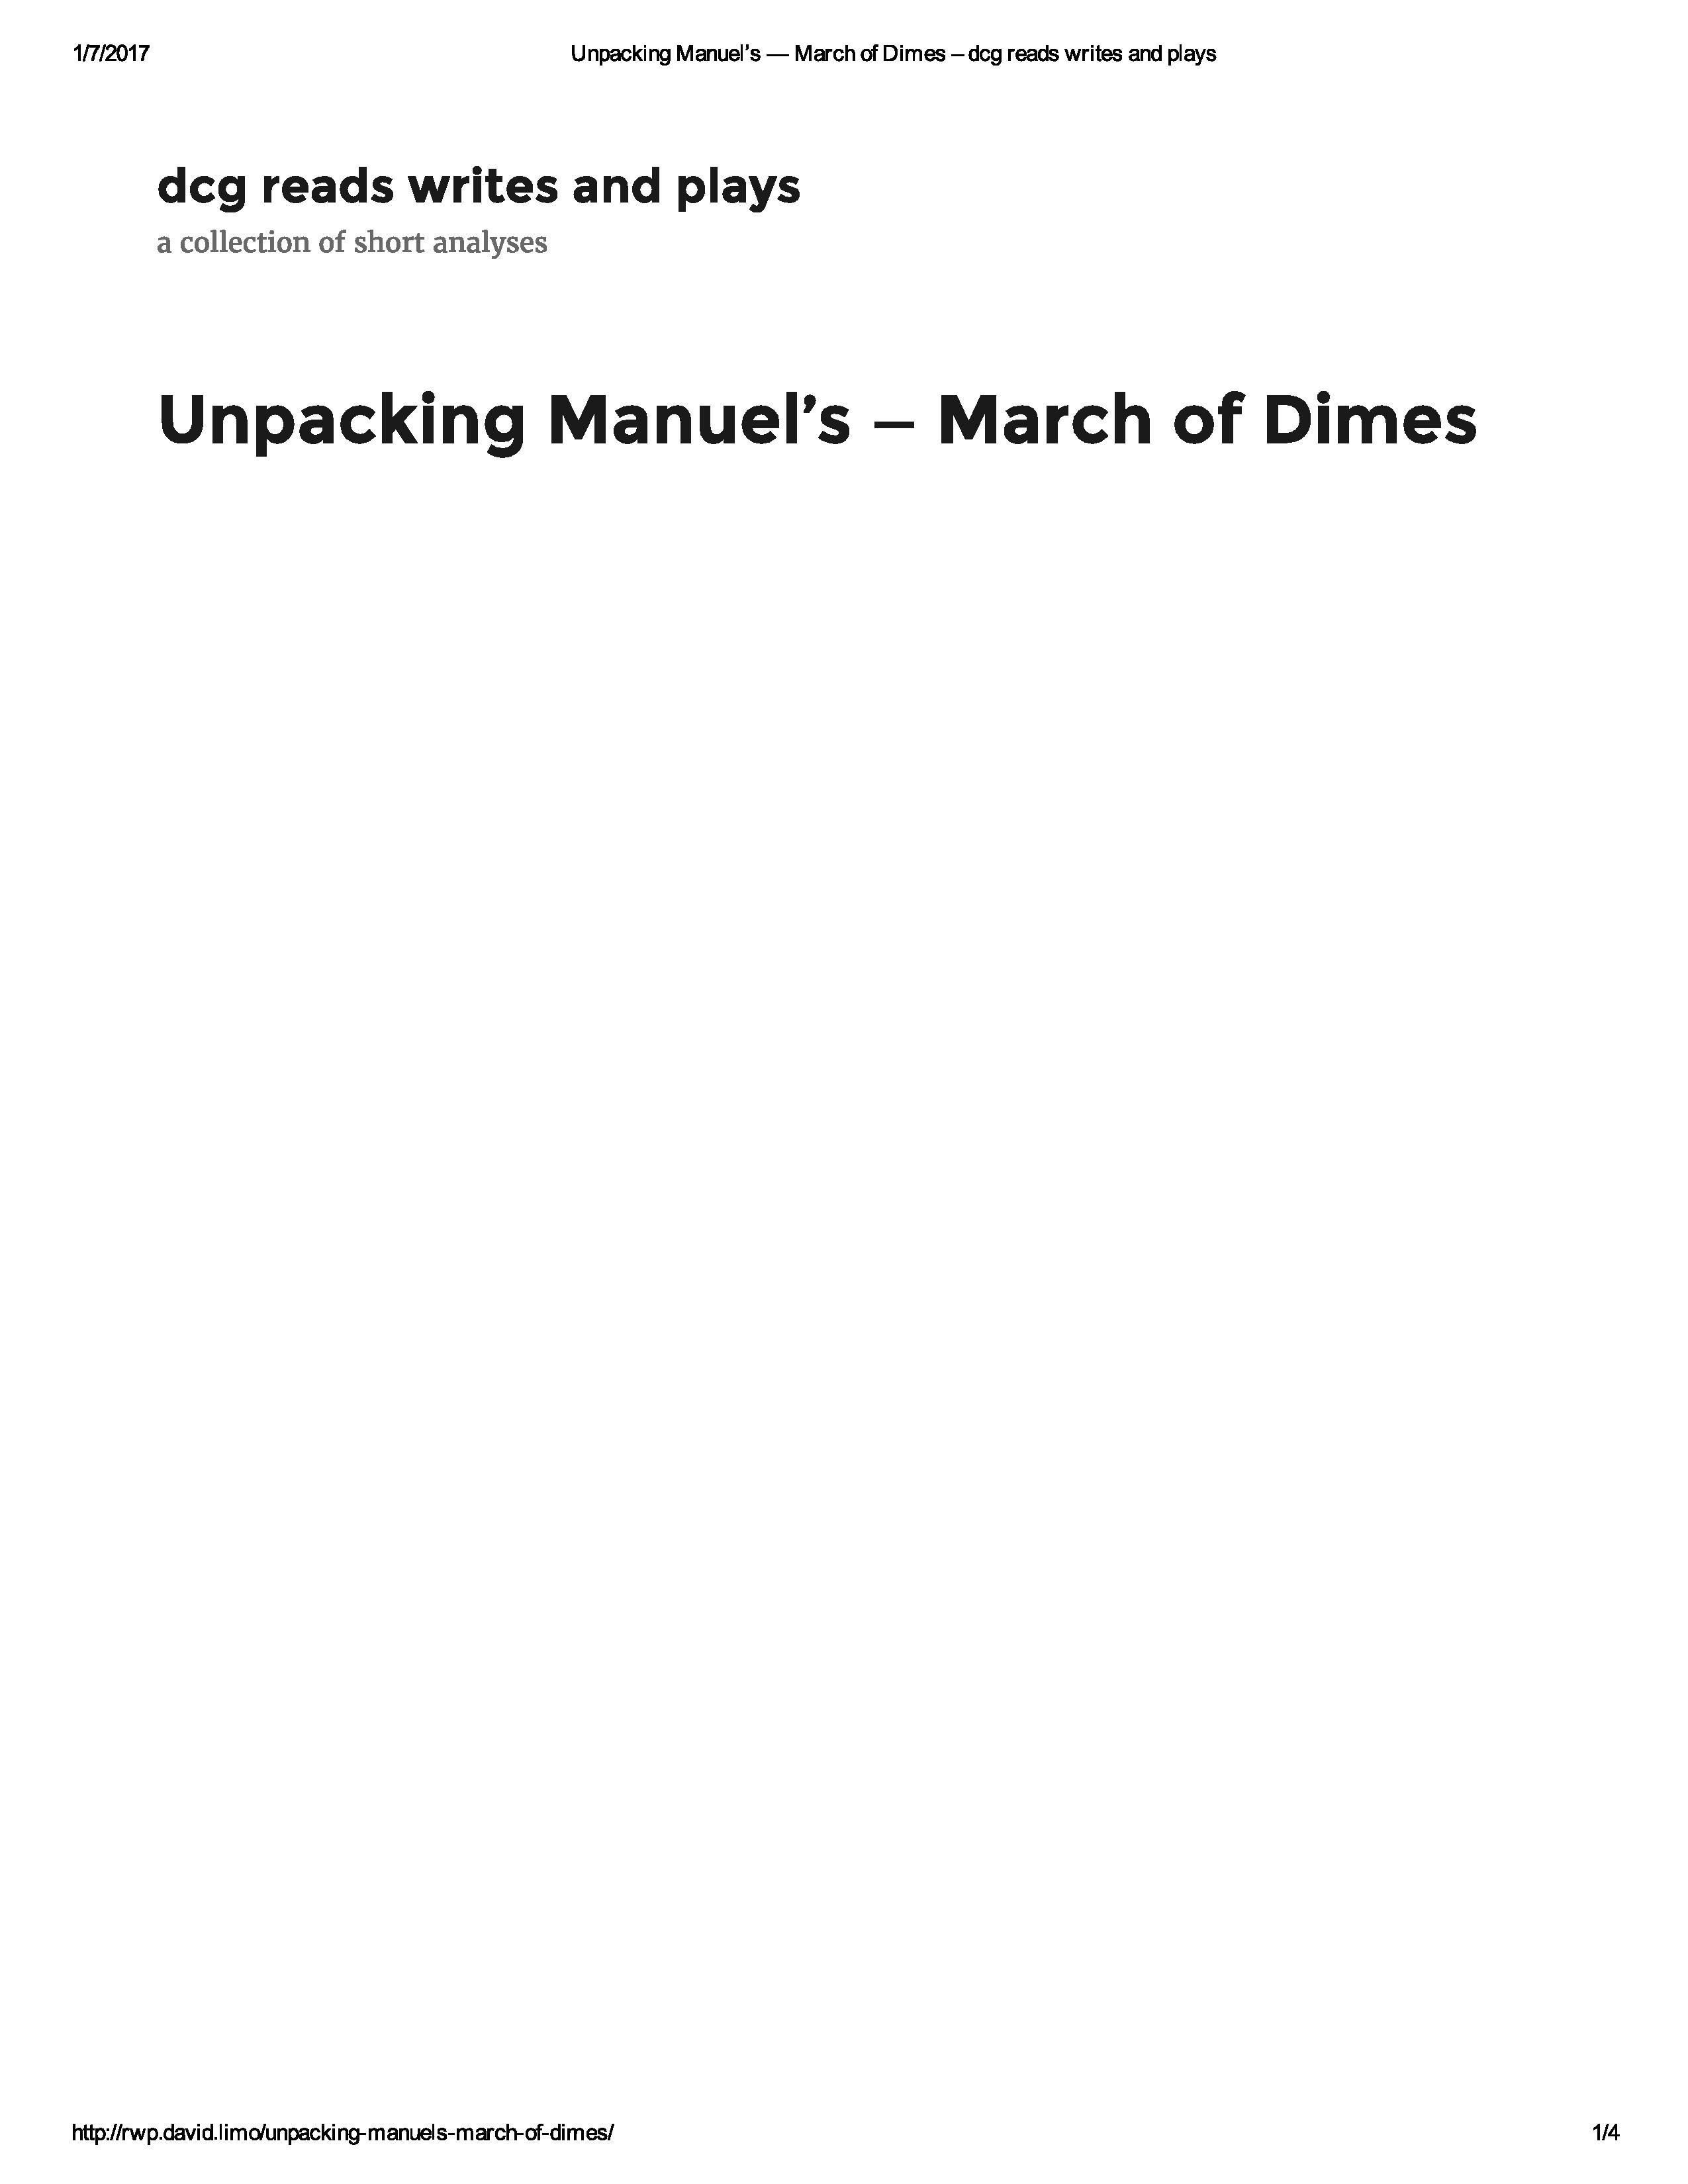 1/7/2017 Unpacking Manuel’s — March of Dimes – dcg reads writes and plays
dcg reads writes and plays
a collection of short analyses
Unpacking Manuel’s – March of Dimes
http://rwp.david.limo/unpacking-manuels-march-of-dimes/ 1/4